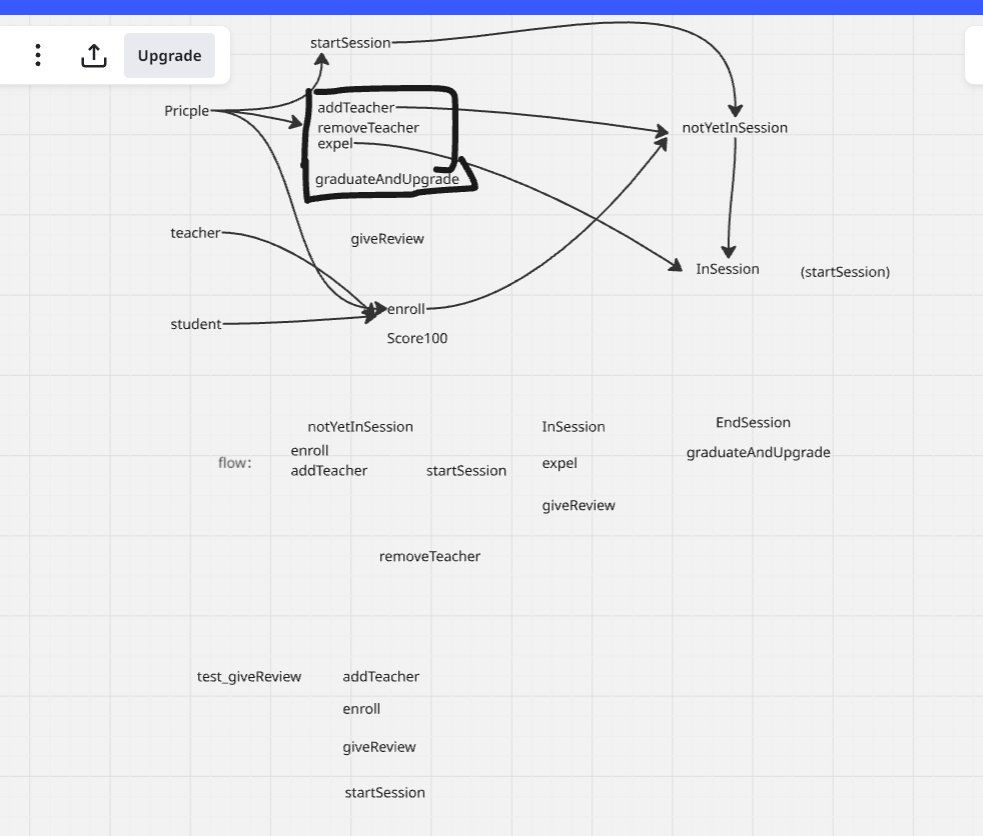 startSession
Upgrade
Pricple
addTeacher
removeTeacher
notYetInSession
expel
graduateAndUpgrade
teacher
giveReview
InSession
(startSession)
enroll
student
Score100
notYetInSession
InSession
EndSession
flow:
enroll
addTeacher
startSession
expel
graduateAndUpgrade
giveReview
removeTeacher
test_giveReview
addTeacher
enroll
giveReview
startSession